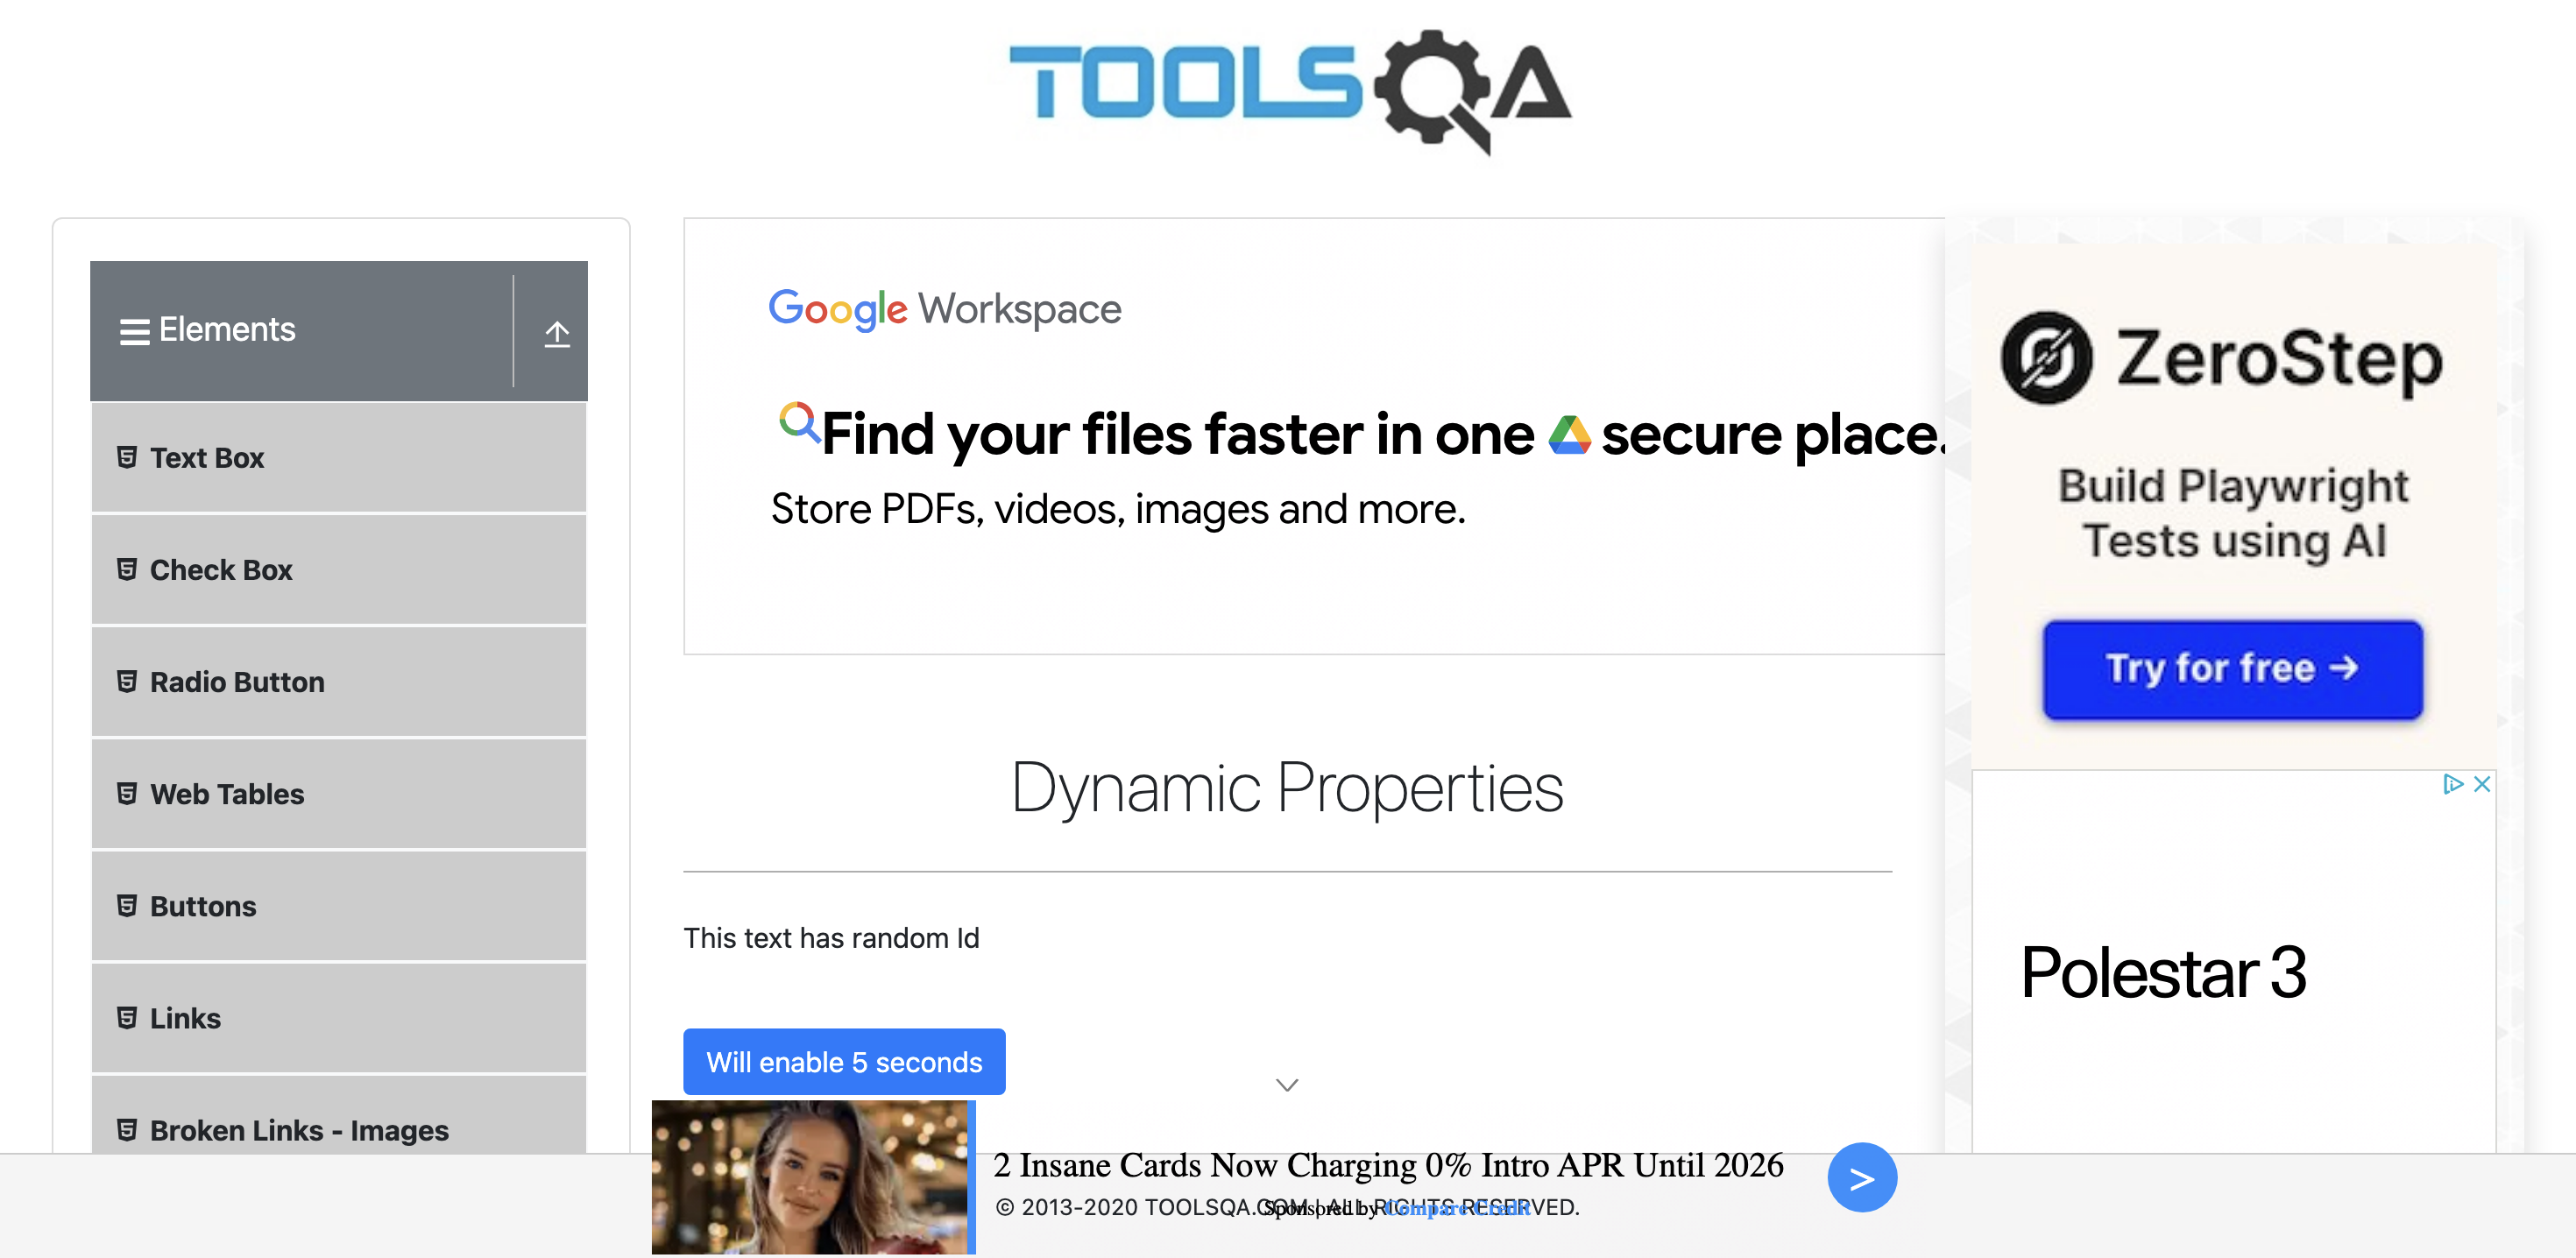 TOOLSQA
Elements
Text Box
Check Box
Radio Button
Web Tables
Buttons
Links
Broken Links - Images
Google Workspace
Find your files faster in one secure place.
Store PDFs, videos, images and more.
Dynamic Properties
This text has random Id
Will enable 5 seconds
ZeroStep
Build Playwright
Tests using AI
Try for free →
Polestar 3
2 Insane Cards Now Charging 0% Intro APR Until 2026
>
© 2013-2020 TOOLSQA.COM | ALL RIGHTS RESERVED.
Sponsored by Compare Credit